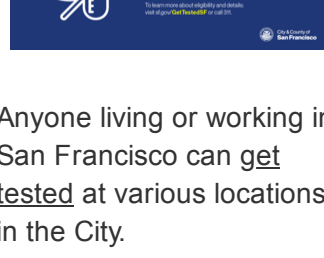 To learn more about eligibility and details
visit sf.gov/GetTestedSF or call 311.
City & County of
San Francisco
Anyone living or working in
San Francisco can get
tested at various locations
in the City.